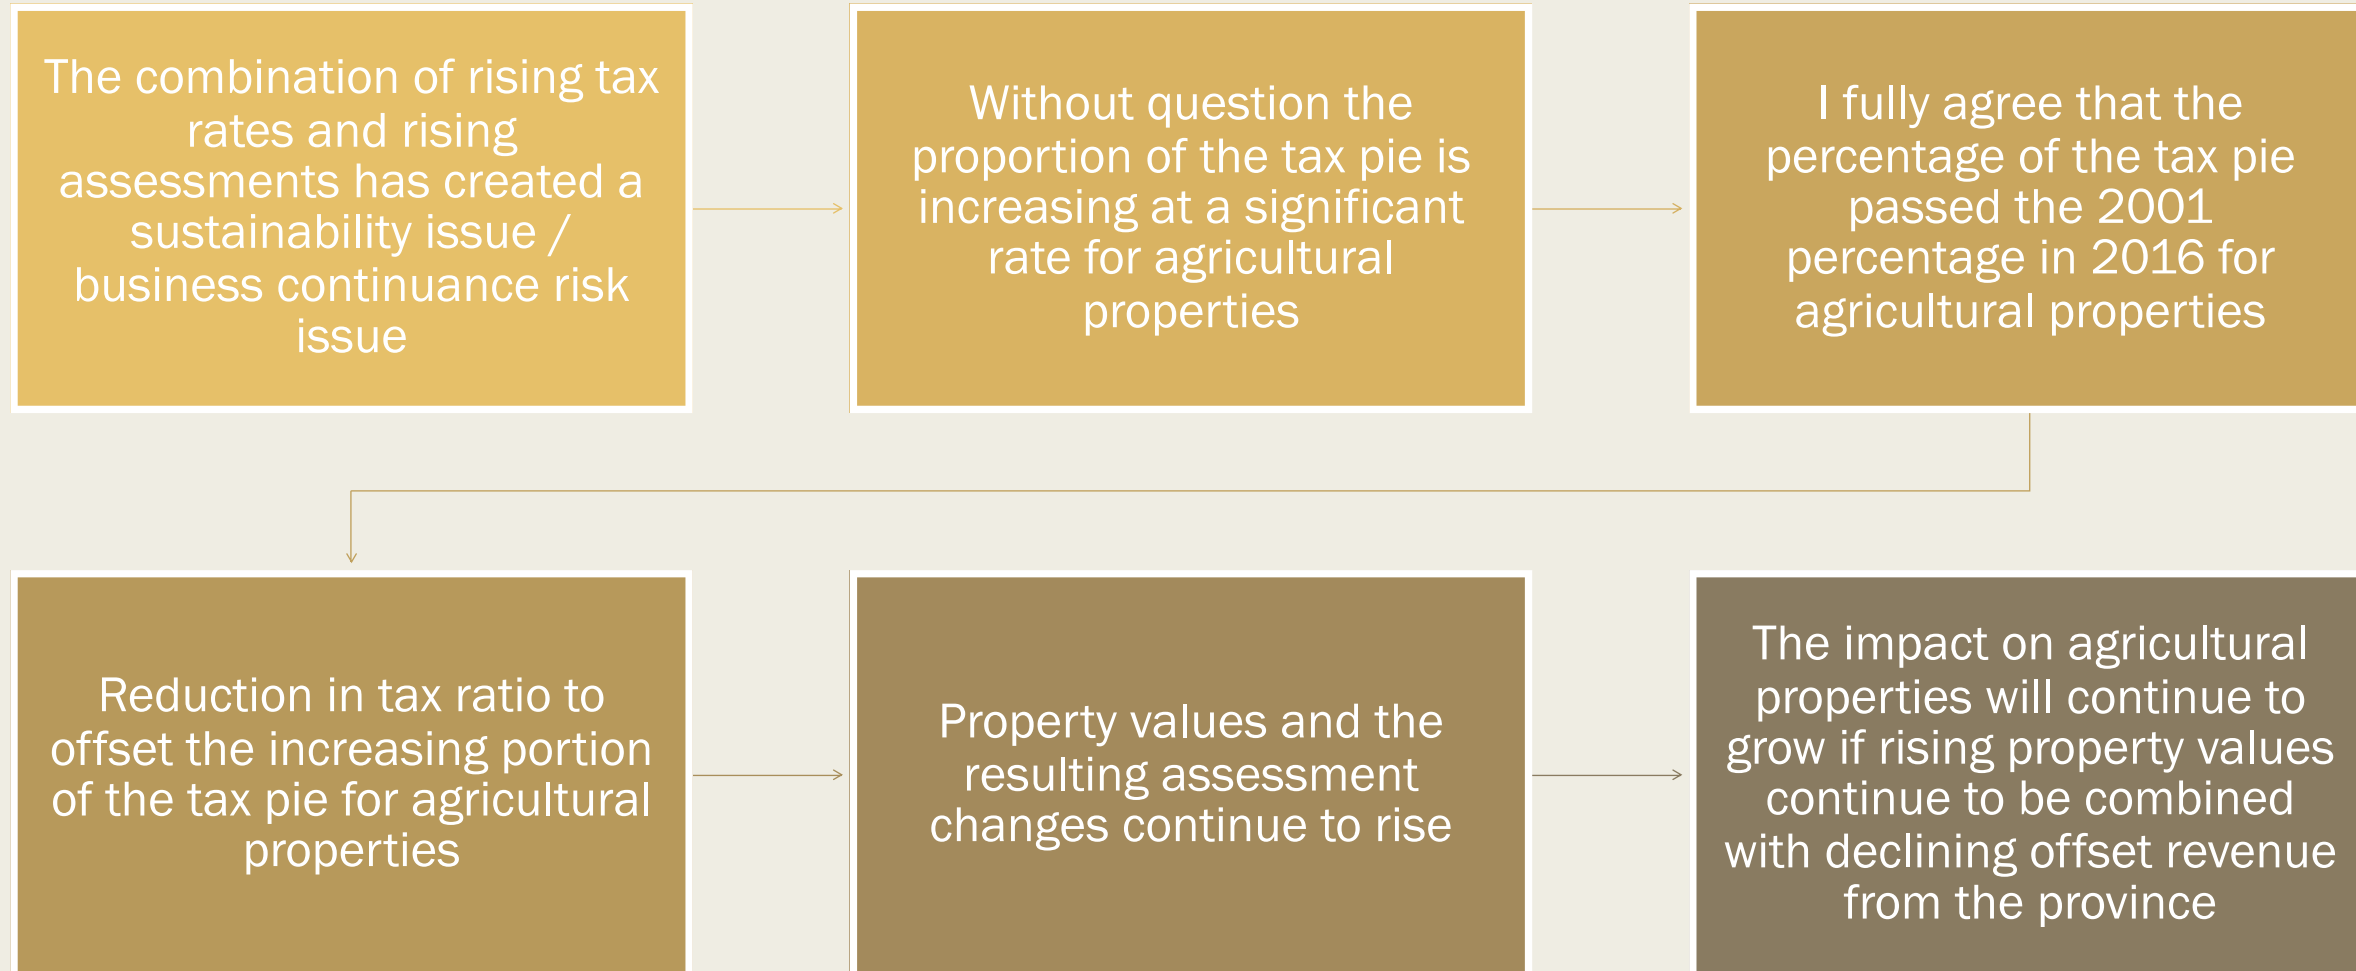 The combination of rising tax
rates and rising
assessments has created a
sustainability issue /
business continuance risk
issue
Without question the
proportion of the tax pie is
increasing at a significant
rate for agricultural
properties
I fully agree that the
percentage of the tax pie
passed the 2001
percentage in 2016 for
agricultural properties
Reduction in tax ratio to
offset the increasing portion
of the tax pie for agricultural
properties
Property values and the
resulting assessment
changes continue to rise
The impact on agricultural
properties will continue to
grow if rising property values
continue to be combined
with declining offset revenue
from the province